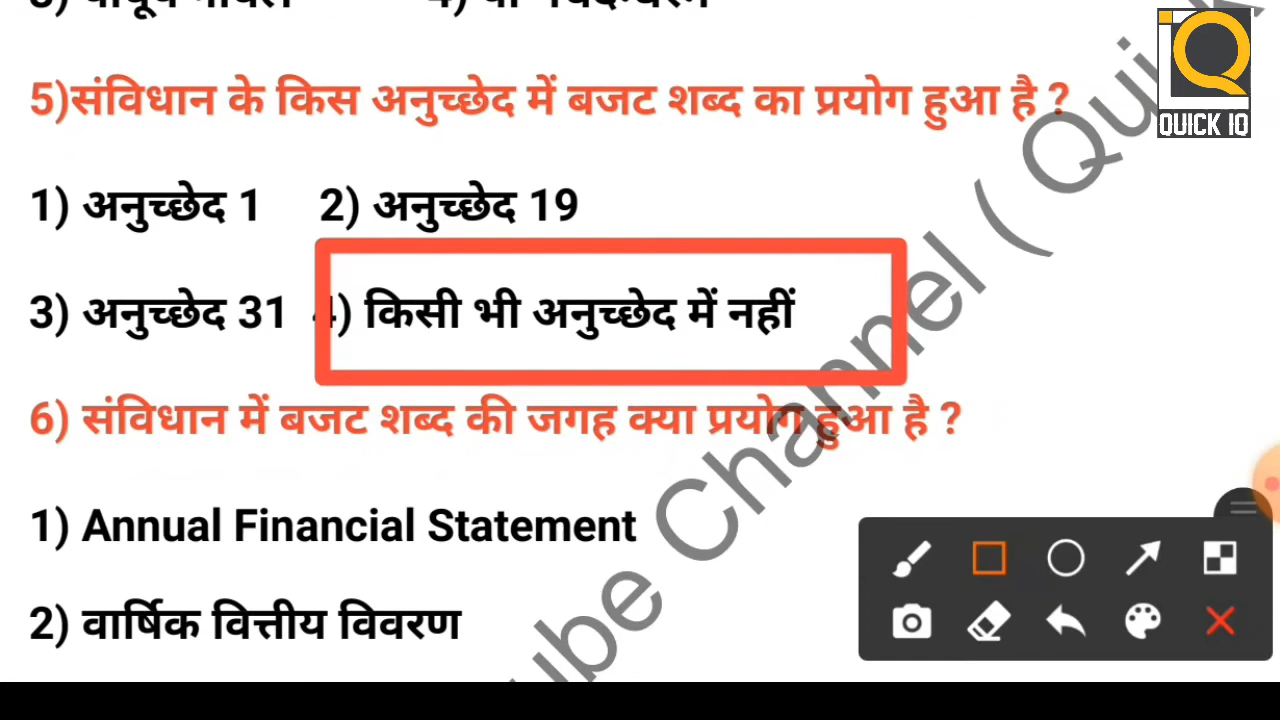 5)संविधान के किस अनुच्छेद में बजट शब्द का प्रयोग हुआ है ?
QUICK IQ
1) अनुच्छेद 1 2) अनुच्छेद 19
3) अनुच्छेद 31 4) किसी भी अनुच्छेद में नहीं
6) संविधान में बजट शब्द की जगह क्या प्रयोग हुआ है ?
1) Annual Financial Statement
2) वार्षिक वित्तीय विवरण
Channel (